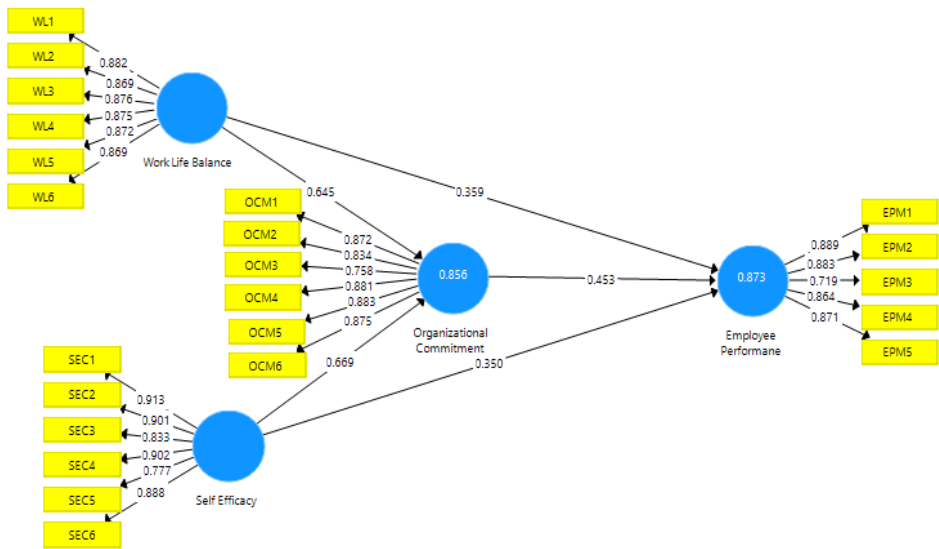 WL1
WL2
WL3
WL4
WL5
WL6
0.882
0.869
0.876
0.875
0.872
0.869
Work Life Balance
0.645
0.359
OCM1
OCM2
OCM3
OCM4
OCM5
OCM6
0.872
0.834
0.758
0.881
0.883
0.875
0.856
Organizational
Commitment
0.453
0.669
0.350
SEC1
SEC2
SEC3
SEC4
SEC5
SEC6
0.913
0.901
0.833
0.902
0.777
0.888
Self Efficacy
0.873
Employee
Performane
0.889
0.883
0.719
0.864
0.871
EPM1
EPM2
EPM3
EPM4
EPM5